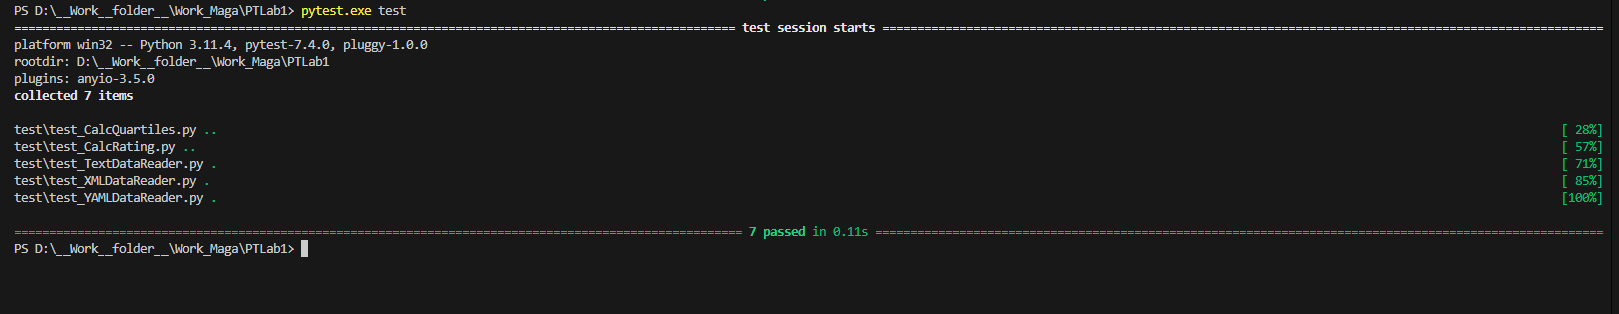 PS D:\__Work__folder__\Work_Maga\PTLab1> pytest.exe test
============================= test session starts =============================
platform win32 -- Python 3.11.4, pytest-7.4.0, pluggy-1.0.0
rootdir: D:\__Work__folder__\Work_Maga\PTLab1
plugins: anyio-3.5.0
collected 7 items
test\test_CalcQuartiles.py .. [ 28%]
test\test_CalcRating.py .. [ 57%]
test\test_TextDataReader.py . [ 71%]
test\test_XMLDataReader.py . [ 85%]
test\test_YAMLDataReader.py . [100%]
============================== 7 passed in 0.11s ==============================
PS D:\__Work__folder__\Work_Maga\PTLab1>